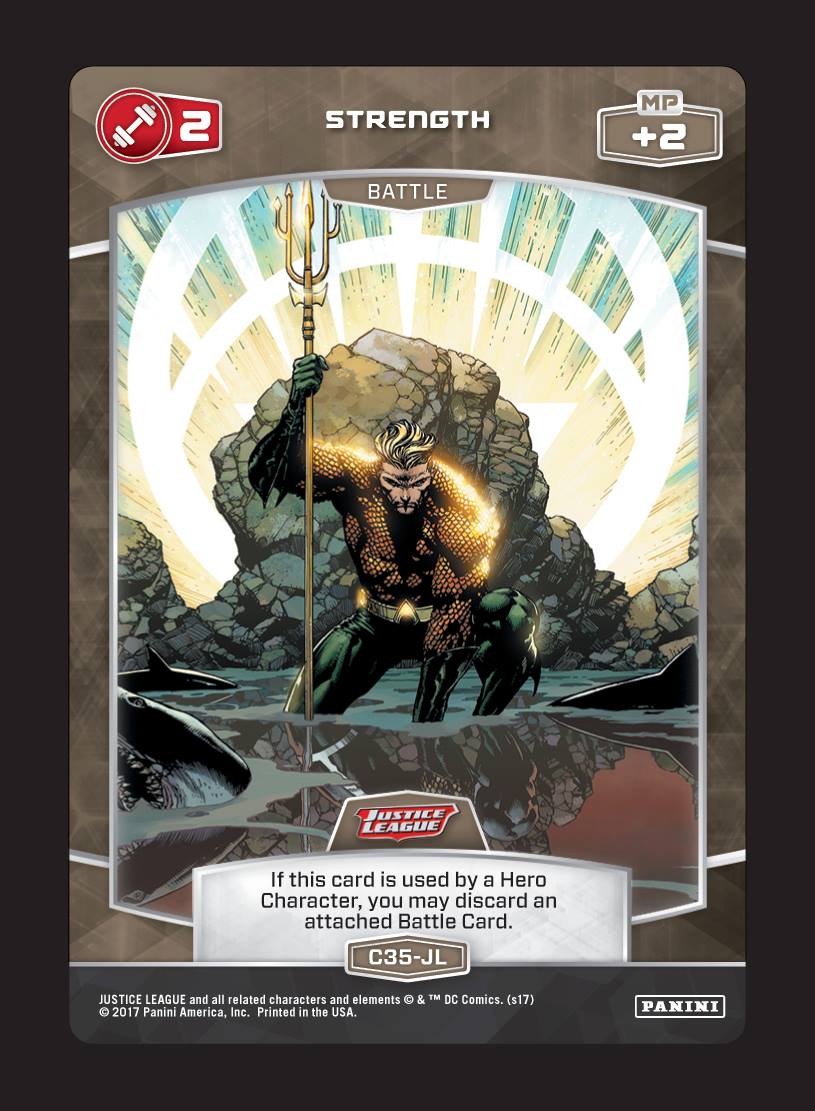 2
STRENGTH
MP
+2
BATTLE
JUSTICE
LEAGUE
If this card is used by a Hero
Character, you may discard an
attached Battle Card.
C35-JL
JUSTICE LEAGUE and all related characters and elements © & ™ DC Comics. (s17)
© 2017 Panini America, Inc. Printed in the USA.
PANINI